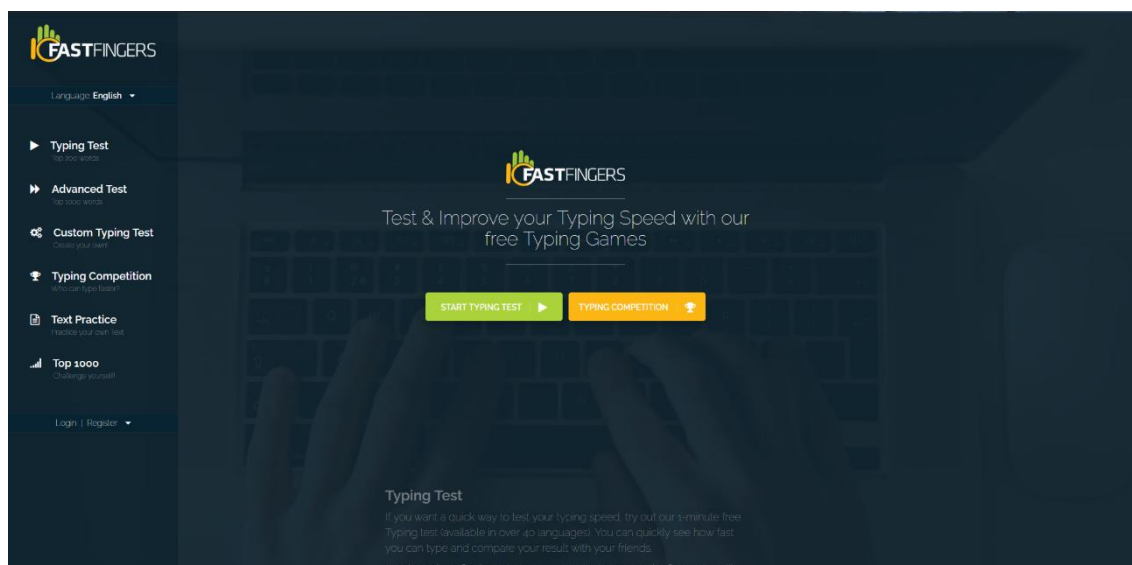 FASTFINGERS
Language English
Typing Test
Top 200 words
Advanced Test
Top 1000 words
Custom Typing Test
Create your own!
Typing Competition
Who can type faster?
Text Practice
Practice your own Text
Top 1000
Challenge yourself!
Login | Register
10FASTFINGERS
Test & Improve your Typing Speed with our
free Typing Games
START TYPING TEST
TYPING COMPETITION
Typing Test
If you want a quick way to test your typing speed, try out our 1-minute free
Typing test (available in over 40 languages). You can quickly see how fast
you can type and compare your result with your friends.